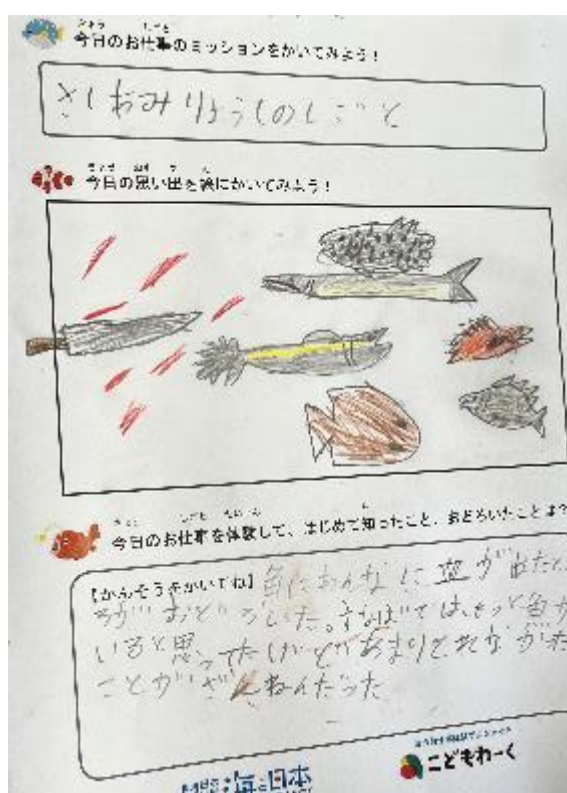 今日のお仕事のミッションをかいてみよう!
さしおさ りょうしのしごと
今日の思い出を絵にかいてみよう!
今日のお仕事を体験して、はじめて知ったこと、おどろいたことは?
【かんそうをかいてね】魚にあんなに血が出たとこ
ろが おどろいた。すなはまでは、もっと魚が
いると思ってたけど あまりとれなかった
ことがざんねんだった
海と日本
こどもわーく